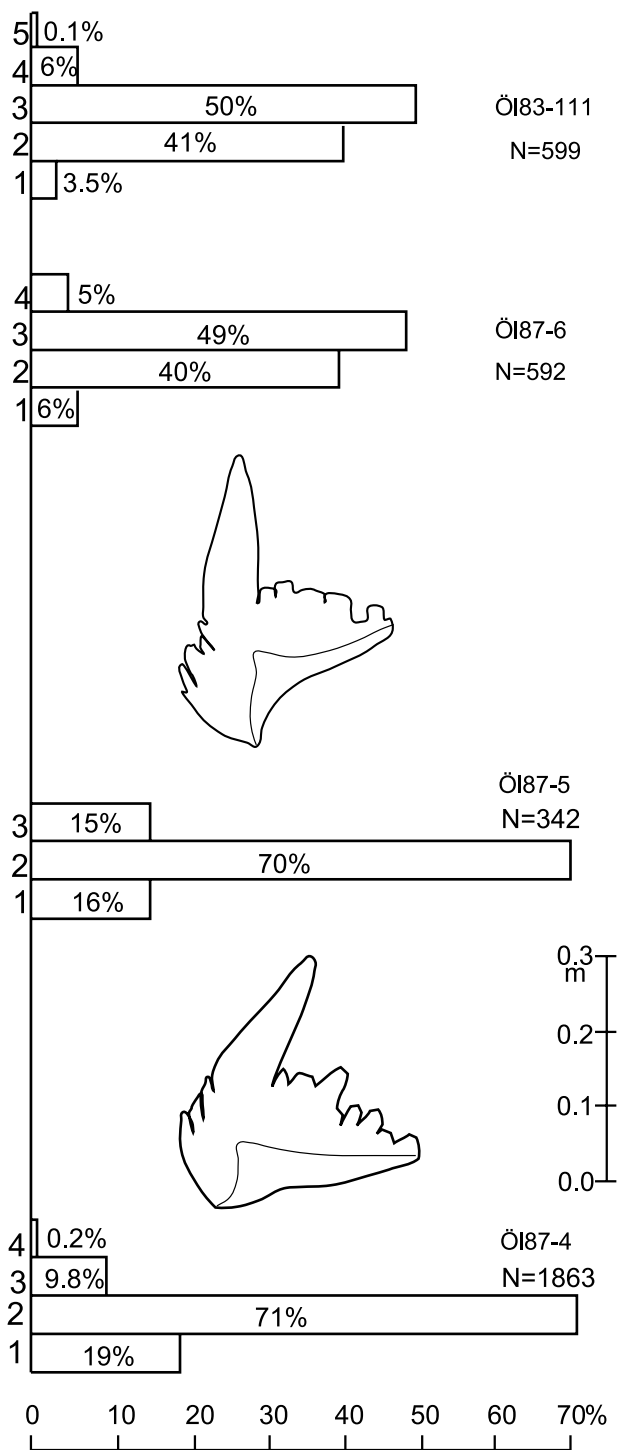 5 0.1%
4 6%
3 50% Öl83-111
2 41% N=599
1 3.5%
4 5%
3 49% Öl87-6
2 40% N=592
1 6%
Öl87-5
3 15% N=342
2 70%
1 16%
0.3
m
0.2
0.1
0.0
4 0.2% Öl87-4
3 9.8% N=1863
2 71%
1 19%
0 10 20 30 40 50 60 70%